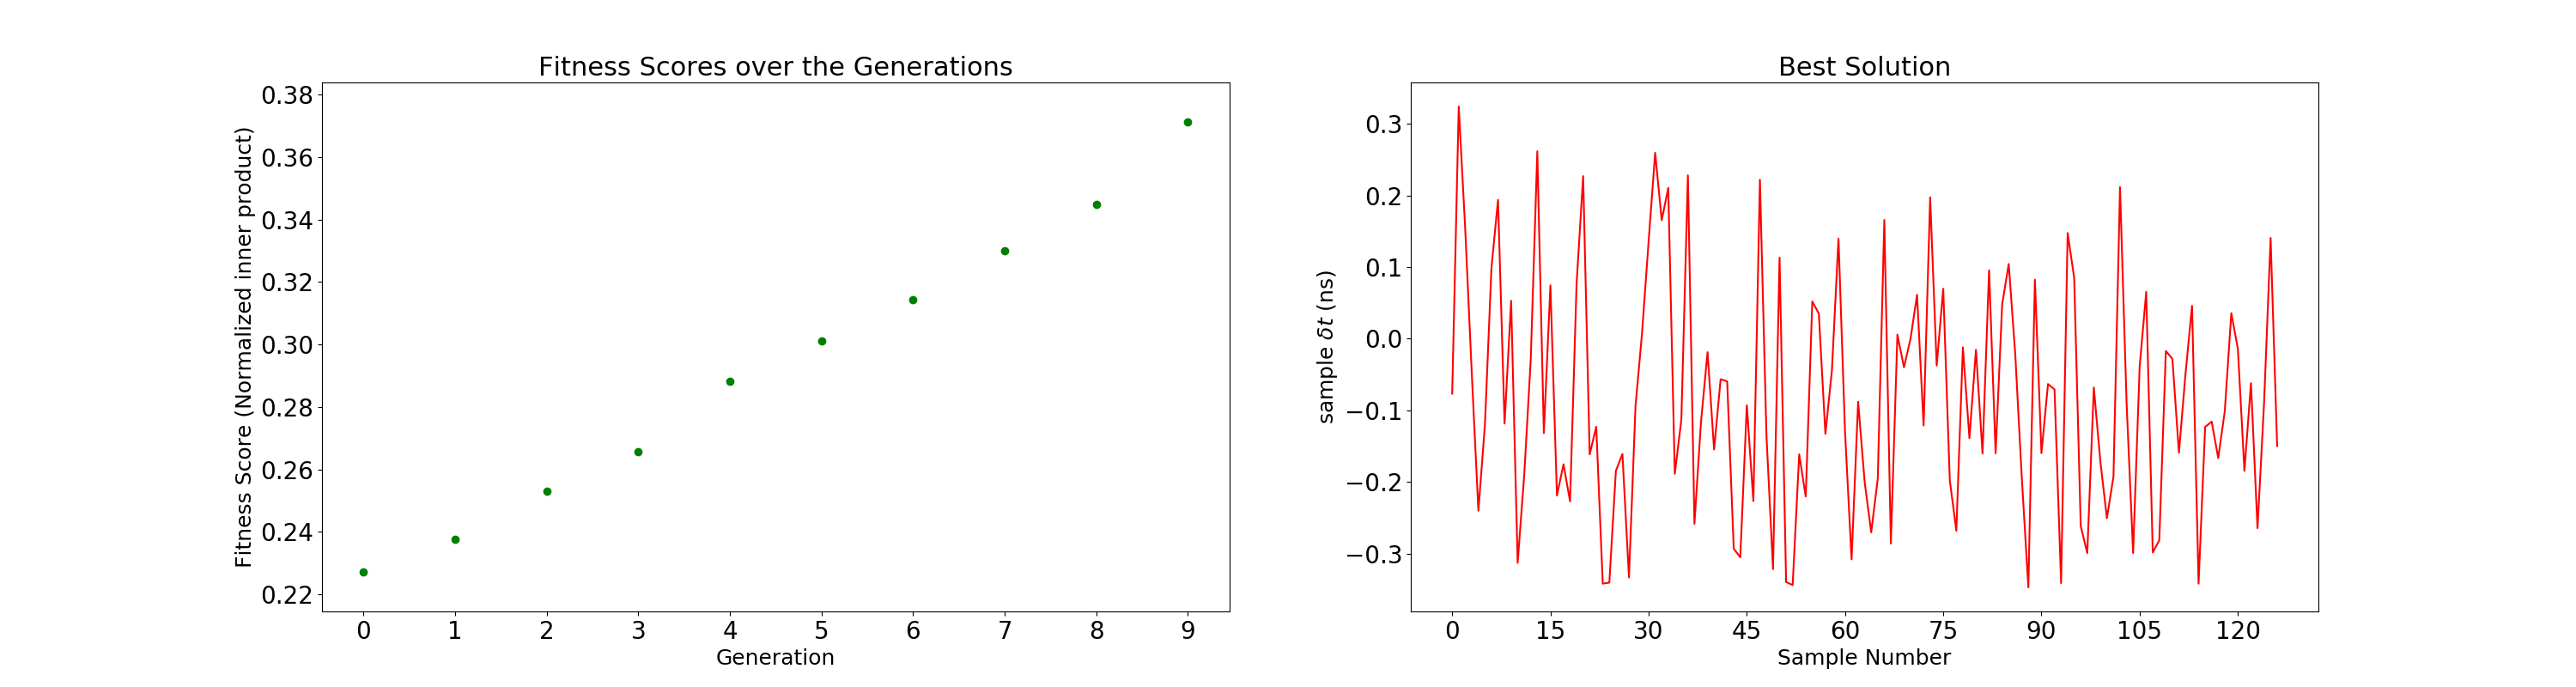 Fitness Scores over the Generations
Fitness Score (Normalized inner product)
0.38
0.36
0.34
0.32
0.30
0.28
0.26
0.24
0.22
0 1 2 3 4 5 6 7 8 9
Generation
Best Solution
sample δt (ns)
0.3
0.2
0.1
0.0
−0.1
−0.2
−0.3
0 15 30 45 60 75 90 105 120
Sample Number